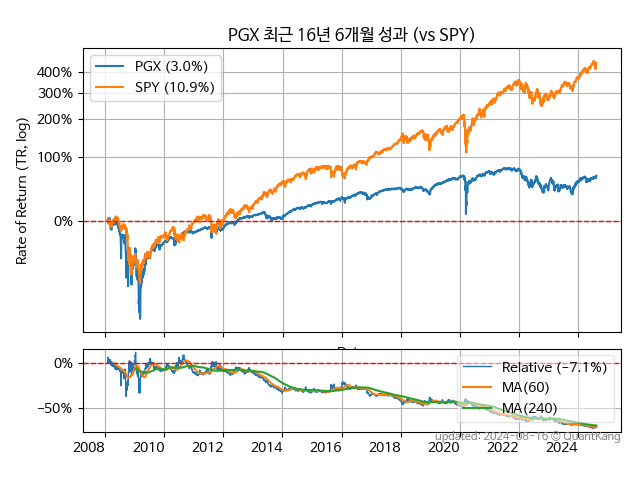 PGX 최근 16년 6개월 성과 (vs SPY)
Rate of Return (TR, log)
400%
300%
200%
100%
0%
PGX (3.0%)
SPY (10.9%)
0%
−50%
Relative (−7.1%)
MA(60)
MA(240)
2008 2010 2012 2014 2016 2018 2020 2022 2024
updated: 2024-08-16 © QuantKang